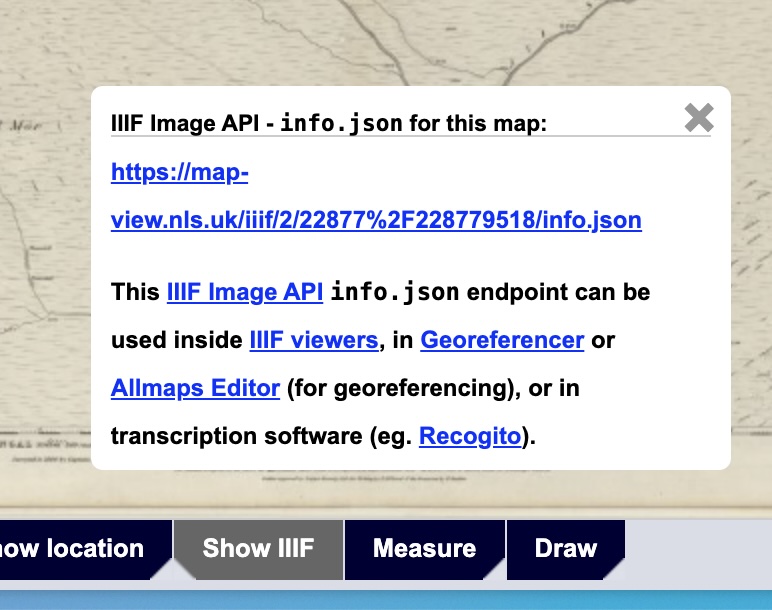 IIIF Image API - info.json for this map:
https://map-
view.nls.uk/iiif/2/22877%2F228779518/info.json
This IIIF Image API info.json endpoint can be
used inside IIIF viewers, in Georeferencer or
Allmaps Editor (for georeferencing), or in
transcription software (eg. Recogito).
location Show IIIF Measure Draw